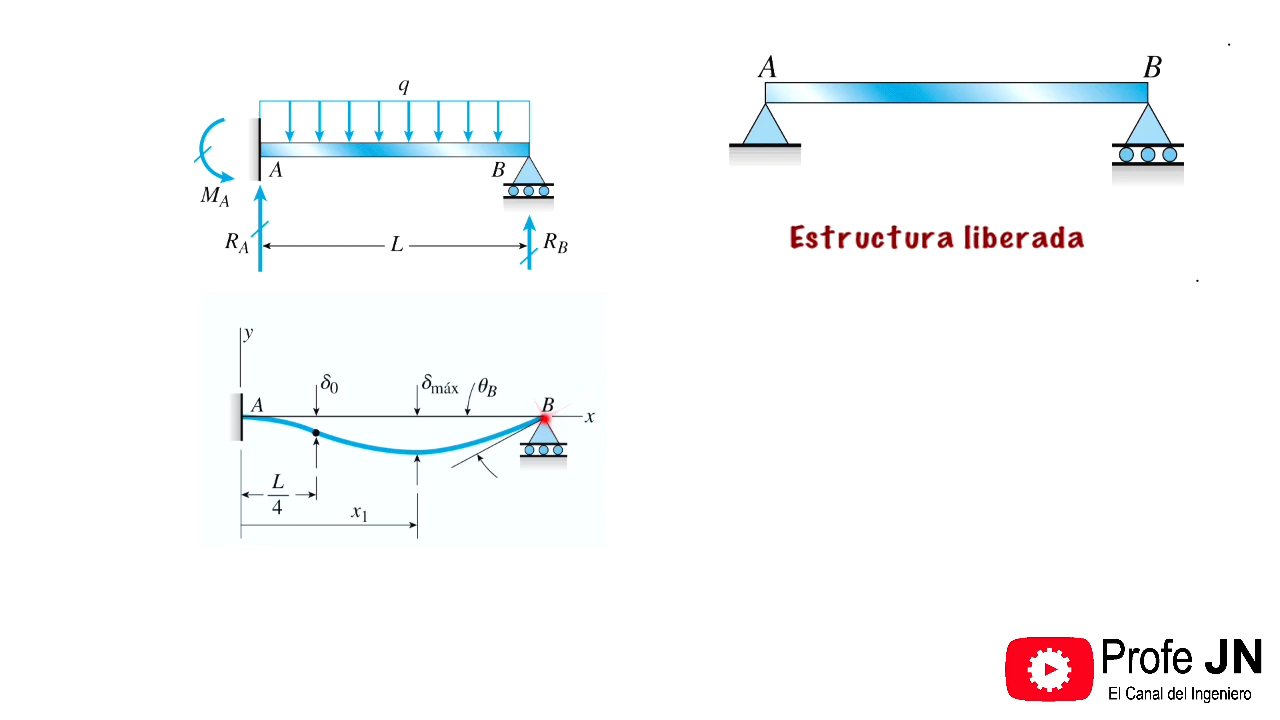 q
A
B
M_A
R_A
L
R_B
A
B
Estructura liberada
y
δ_0
δ_máx
θ_B
A
B
x
L/4
x_1
Profe JN
El Canal del Ingeniero